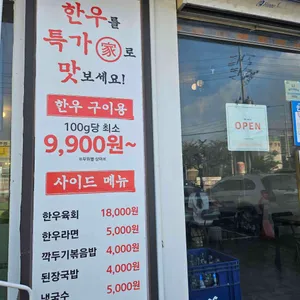 한우를
특가家로
맛보세요!
한우 구이용
100g당 최소
9,900원~
사이드 메뉴
한우육회 18,000원
한우라면 5,000원
깍두기볶음밥 4,000원
된장국밥 4,000원
냉국수 5,000원
OPEN